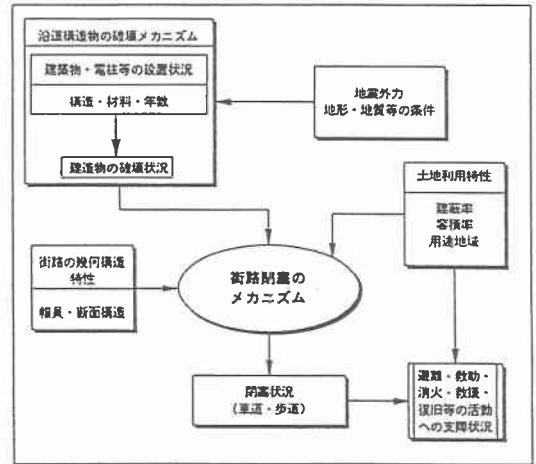 沿道構造物の破壊メカニズム
建築物・電柱等の設置状況
構造・材料・年数
建造物の破壊状況
地震外力
地形・地質等の条件
土地利用特性
建蔽率
容積率
用途地域
街路の幾何構造
特性
幅員・断面構造
街路閉塞の
メカニズム
閉塞状況
(車道・歩道)
避難・救助・
消火・救援・
復旧等の活動
への支障状況